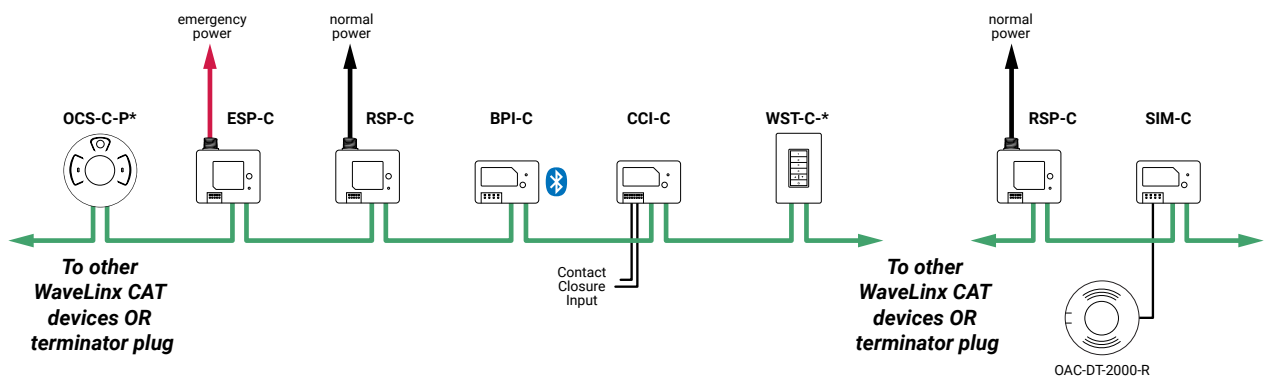 emergency
power
normal
power
normal
power
OCS-C-P*
ESP-C
RSP-C
BPI-C
CCI-C
WST-C-*
RSP-C
SIM-C
To other
WaveLinx CAT
devices OR
terminator plug
Contact
Closure
Input
To other
WaveLinx CAT
devices OR
terminator plug
OAC-DT-2000-R